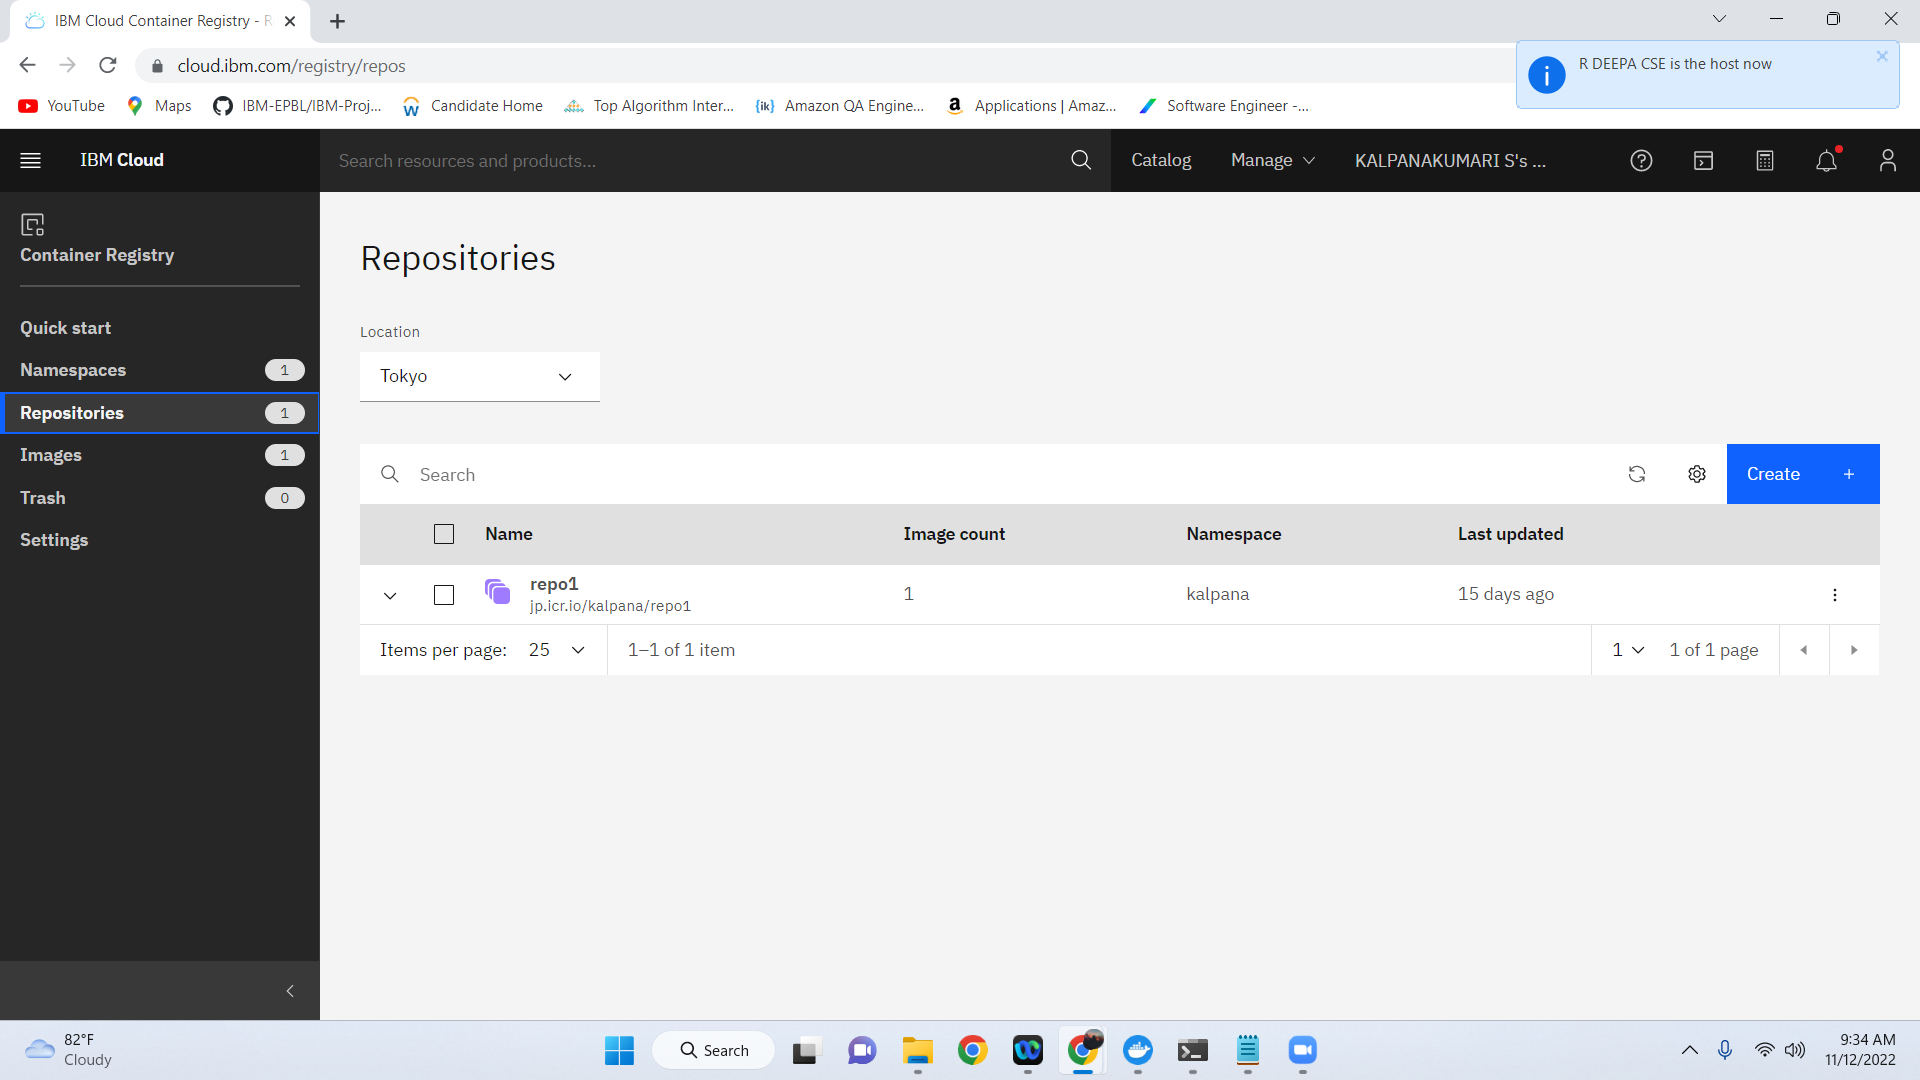 IBM Cloud Container Registry - R
cloud.ibm.com/registry/repos
R DEEPA CSE is the host now
YouTube
Maps
IBM-EPBL/IBM-Proj...
Candidate Home
Top Algorithm Inter...
{ik}
Amazon QA Engine...
Applications | Amaz...
Software Engineer -...
IBM Cloud
Search resources and products...
Catalog
Manage
KALPANAKUMARI S's ...
Container Registry
Quick start
Namespaces 1
Repositories 1
Images 1
Trash 0
Settings
Repositories
Location
Tokyo
Search
Create +
Name Image count Namespace Last updated
repo1 1 kalpana 15 days ago
jp.icr.io/kalpana/repo1
Items per page: 25 1–1 of 1 item 1 1 of 1 page
82°F
Cloudy
Search
9:34 AM
11/12/2022